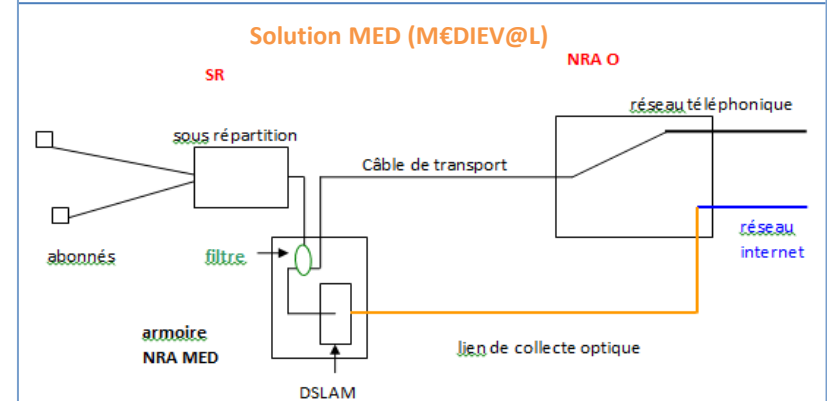 Solution MED (M€DIEV@L)
SR
NRA O
réseau téléphonique
sous répartition
Câble de transport
abonnés
filtre
réseau
internet
armoire
NRA MED
lien de collecte optique
DSLAM